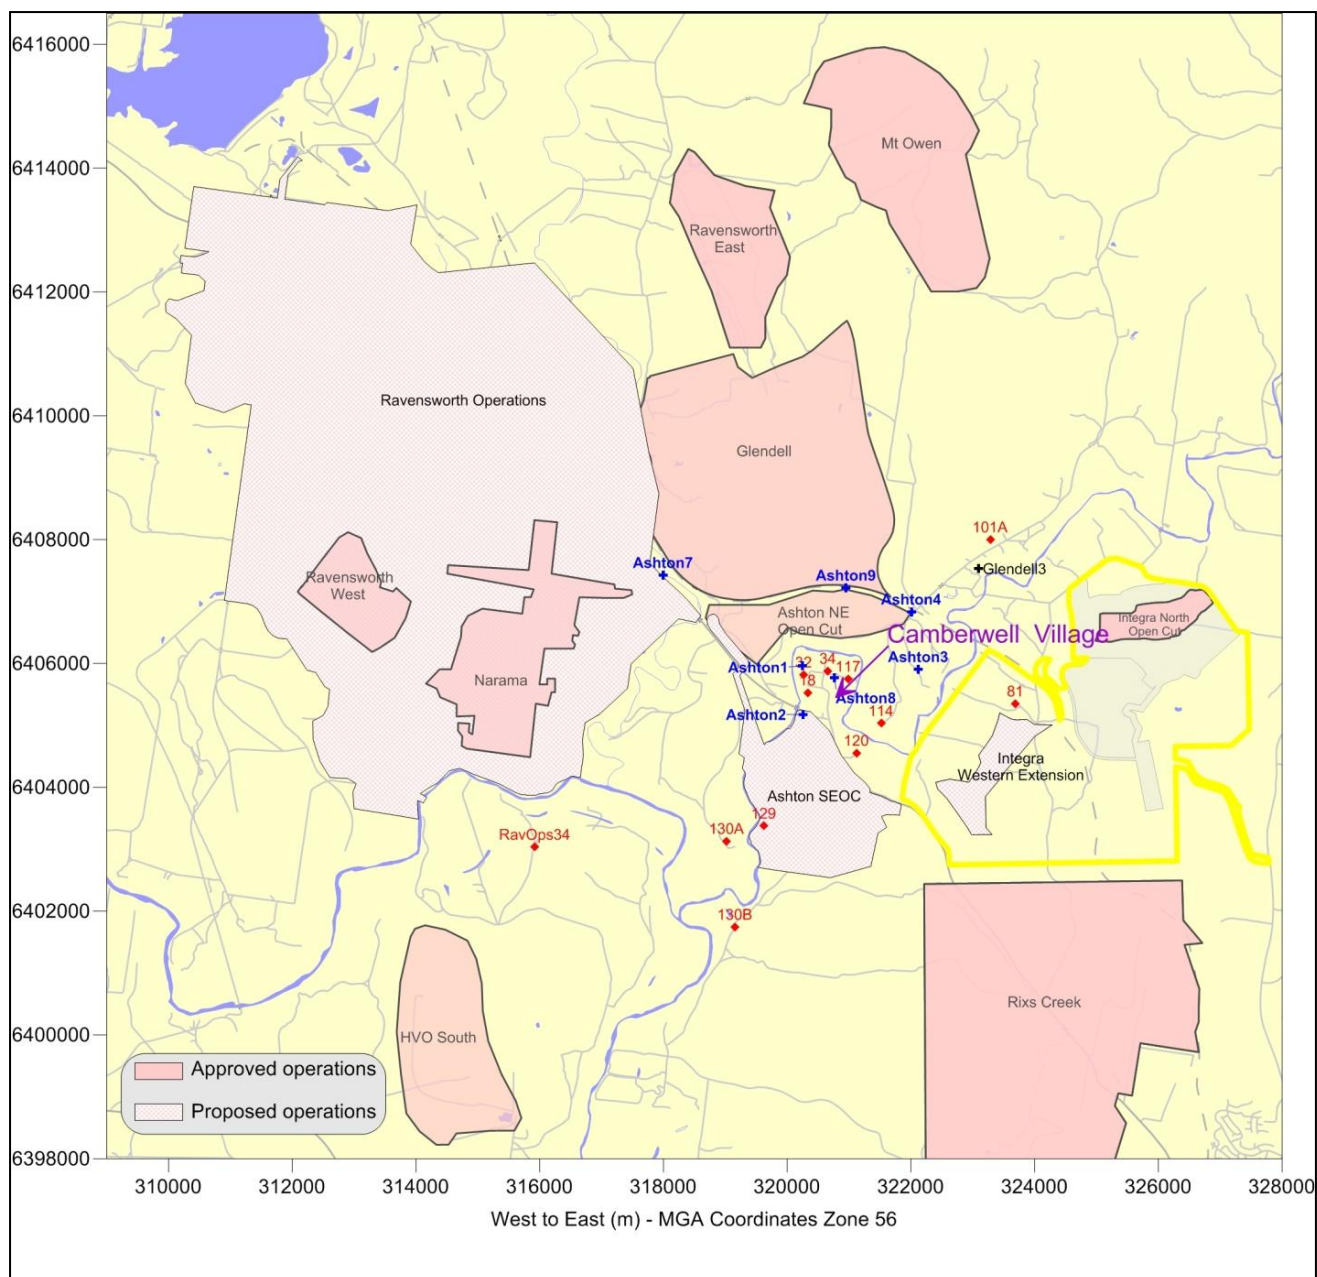 6416000
Mt Owen
6414000
Ravensworth
East
6412000
Ravensworth Operations
6410000
Glendell
101A
6408000
Ashton7
Ashton9
Glendell3
Ravensworth
West
Ashton4
Ashton NE
Open Cut
Integra North
Open Cut
Camberwell Village
6406000
Ashton1
32
34
117
Ashton3
Narama
18
Ashton8
81
Ashton2
114
120
Integra
Western Extension
6404000
Ashton SEOC
129
130A
RavOps34
6402000
130B
6400000
HVO South
Rixs Creek
Approved operations
Proposed operations
6398000
310000 312000 314000 316000 318000 320000 322000 324000 326000 328000
West to East (m) - MGA Coordinates Zone 56